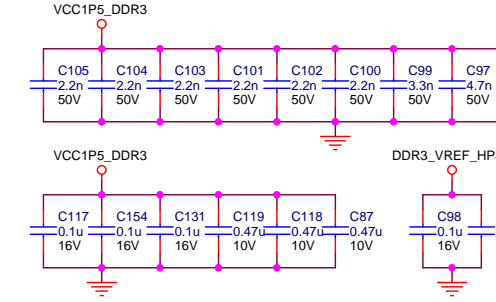 VCC1P5_DDR3
C105 C104 C103 C101 C102 C100 C99 C97
2.2n 2.2n 2.2n 2.2n 2.2n 2.2n 3.3n 4.7n
50V 50V 50V 50V 50V 50V 50V 50V
VCC1P5_DDR3 DDR3_VREF_HPS
C117 C154 C131 C119 C118 C87 C98
0.1u 0.1u 0.1u 0.47u 0.47u 0.47u 0.1u
16V 16V 16V 10V 10V 10V 16V